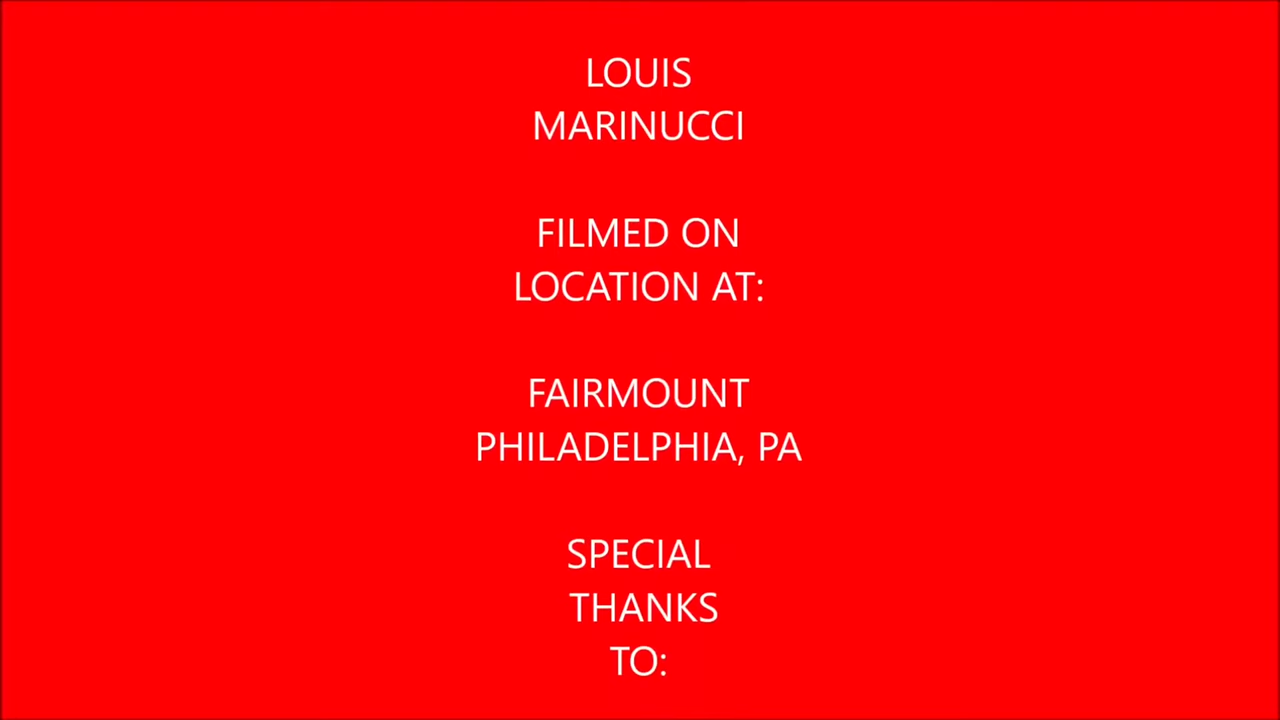 LOUIS
MARINUCCI
FILMED ON
LOCATION AT:
FAIRMOUNT
PHILADELPHIA, PA
SPECIAL
THANKS
TO: